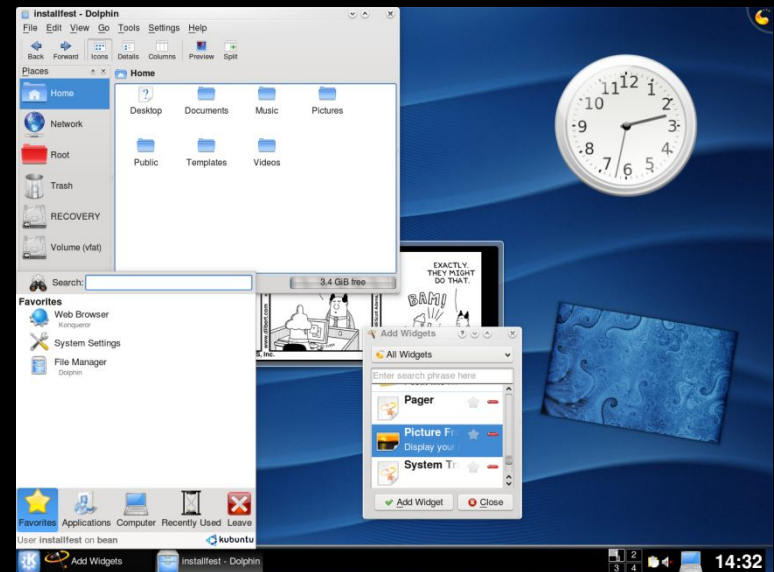 installfest - Dolphin
File Edit View Go Tools Settings Help
Back Forward Icons Details Columns Preview Split
Places
Home
Network
Root
Trash
RECOVERY
Volume (vfat)
Home
Desktop Documents Music Pictures
Public Templates Videos
3.4 GiB free
Search:
Favorites
Web Browser
Konqueror
System Settings
File Manager
Dolphin
Favorites Applications Computer Recently Used Leave
User installfest on bean
kubuntu
EXACTLY.
THEY MIGHT
DO THAT.
BAM!
www.dilbert.com
S, Inc.
Add Widgets
All Widgets
Enter search phrase here
Pager
Picture Fr
Display your
System Tr
Add Widget Close
12 1 2 3 4 5 6 7 8 9 10 11
Add Widgets
installfest - Dolphin
2
3 4
14:32